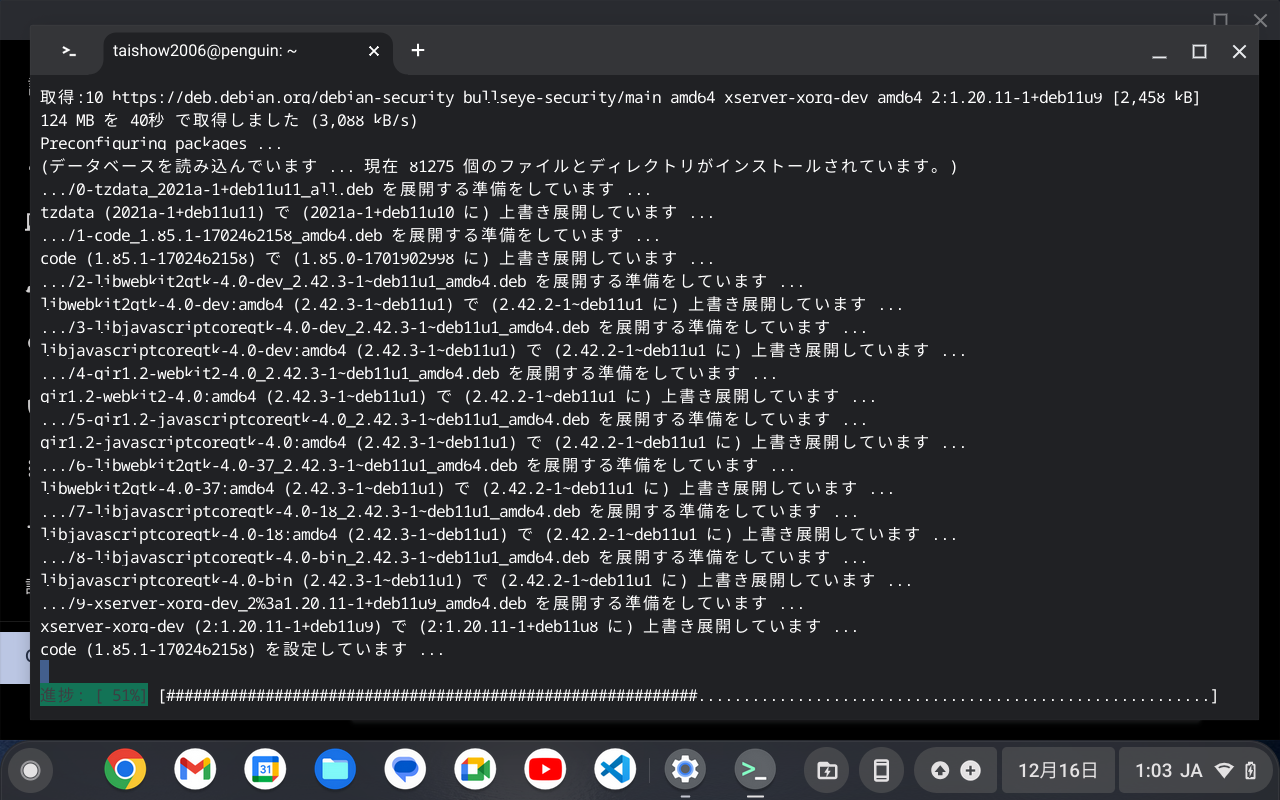 taishow2006@penguin: ~
取得:10 https://deb.debian.org/debian-security bullseye-security/main amd64 xserver-xorg-dev amd64 2:1.20.11-1+deb11u9 [2,458 kB]
124 MB を 40秒 で取得しました (3,088 kB/s)
Preconfiguring packages ...
(データベースを読み込んでいます ... 現在 81275 個のファイルとディレクトリがインストールされています。)
.../0-tzdata_2021a-1+deb11u11_all.deb を展開する準備をしています ...
tzdata (2021a-1+deb11u11) で (2021a-1+deb11u10 に) 上書き展開しています ...
.../1-code_1.85.1-1702462158_amd64.deb を展開する準備をしています ...
code (1.85.1-1702462158) で (1.85.0-1701902998 に) 上書き展開しています ...
.../2-libwebkit2gtk-4.0-dev_2.42.3-1~deb11u1_amd64.deb を展開する準備をしています ...
libwebkit2gtk-4.0-dev:amd64 (2.42.3-1~deb11u1) で (2.42.2-1~deb11u1 に) 上書き展開しています ...
.../3-libjavascriptcoregtk-4.0-dev_2.42.3-1~deb11u1_amd64.deb を展開する準備をしています ...
libjavascriptcoregtk-4.0-dev:amd64 (2.42.3-1~deb11u1) で (2.42.2-1~deb11u1 に) 上書き展開しています ...
.../4-gir1.2-webkit2-4.0_2.42.3-1~deb11u1_amd64.deb を展開する準備をしています ...
gir1.2-webkit2-4.0:amd64 (2.42.3-1~deb11u1) で (2.42.2-1~deb11u1 に) 上書き展開しています ...
.../5-gir1.2-javascriptcoregtk-4.0_2.42.3-1~deb11u1_amd64.deb を展開する準備をしています ...
gir1.2-javascriptcoregtk-4.0:amd64 (2.42.3-1~deb11u1) で (2.42.2-1~deb11u1 に) 上書き展開しています ...
.../6-libwebkit2gtk-4.0-37_2.42.3-1~deb11u1_amd64.deb を展開する準備をしています ...
libwebkit2gtk-4.0-37:amd64 (2.42.3-1~deb11u1) で (2.42.2-1~deb11u1 に) 上書き展開しています ...
.../7-libjavascriptcoregtk-4.0-18_2.42.3-1~deb11u1_amd64.deb を展開する準備をしています ...
libjavascriptcoregtk-4.0-18:amd64 (2.42.3-1~deb11u1) で (2.42.2-1~deb11u1 に) 上書き展開しています ...
.../8-libjavascriptcoregtk-4.0-bin_2.42.3-1~deb11u1_amd64.deb を展開する準備をしています ...
libjavascriptcoregtk-4.0-bin (2.42.3-1~deb11u1) で (2.42.2-1~deb11u1 に) 上書き展開しています ...
.../9-xserver-xorg-dev_2%3a1.20.11-1+deb11u9_amd64.deb を展開する準備をしています ...
xserver-xorg-dev (2:1.20.11-1+deb11u9) で (2:1.20.11-1+deb11u8 に) 上書き展開しています ...
code (1.85.1-1702462158) を設定しています ...
進捗: [ 51%] [###########################################################.........................................................]
31
12月16日
1:03 JA